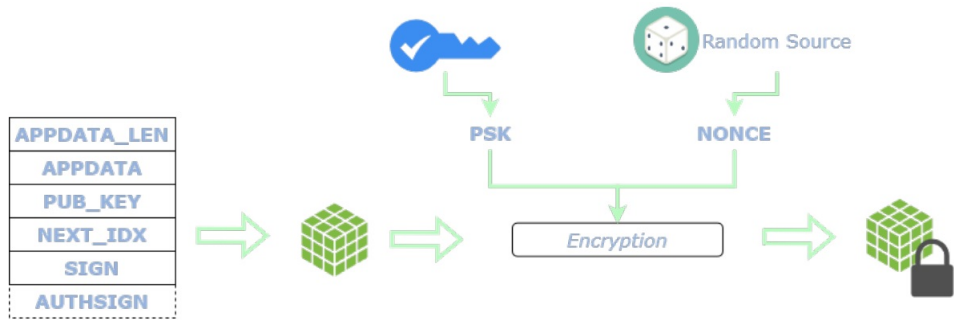 Random Source
PSK
NONCE
APPDATA_LEN
APPDATA
PUB_KEY
NEXT_IDX
SIGN
AUTHSIGN
Encryption